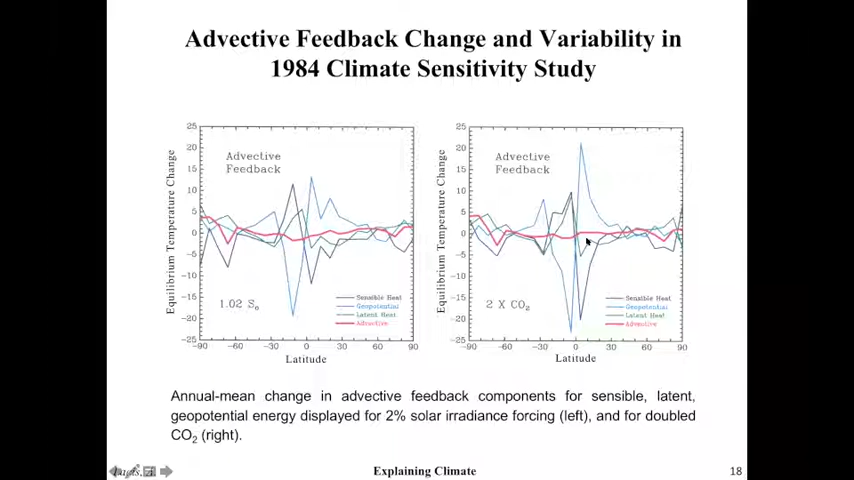 Advective Feedback Change and Variability in
1984 Climate Sensitivity Study
25
20
15
10
5
0
-5
-10
-15
-20
-25
Equilibrium Temperature Change
Advective
Feedback
1.02 S₀
Sensible Heat
Geopotential
Latent Heat
Advective
-90 -60 -30 0 30 60 90
Latitude
25
20
15
10
5
0
-5
-10
-15
-20
-25
Equilibrium Temperature Change
Advective
Feedback
2 X CO₂
Sensible Heat
Geopotential
Latent Heat
Advective
-90 -60 -30 0 30 60 90
Latitude
Annual-mean change in advective feedback components for sensible, latent,
geopotential energy displayed for 2% solar irradiance forcing (left), and for doubled
CO₂ (right).
Explaining Climate
18